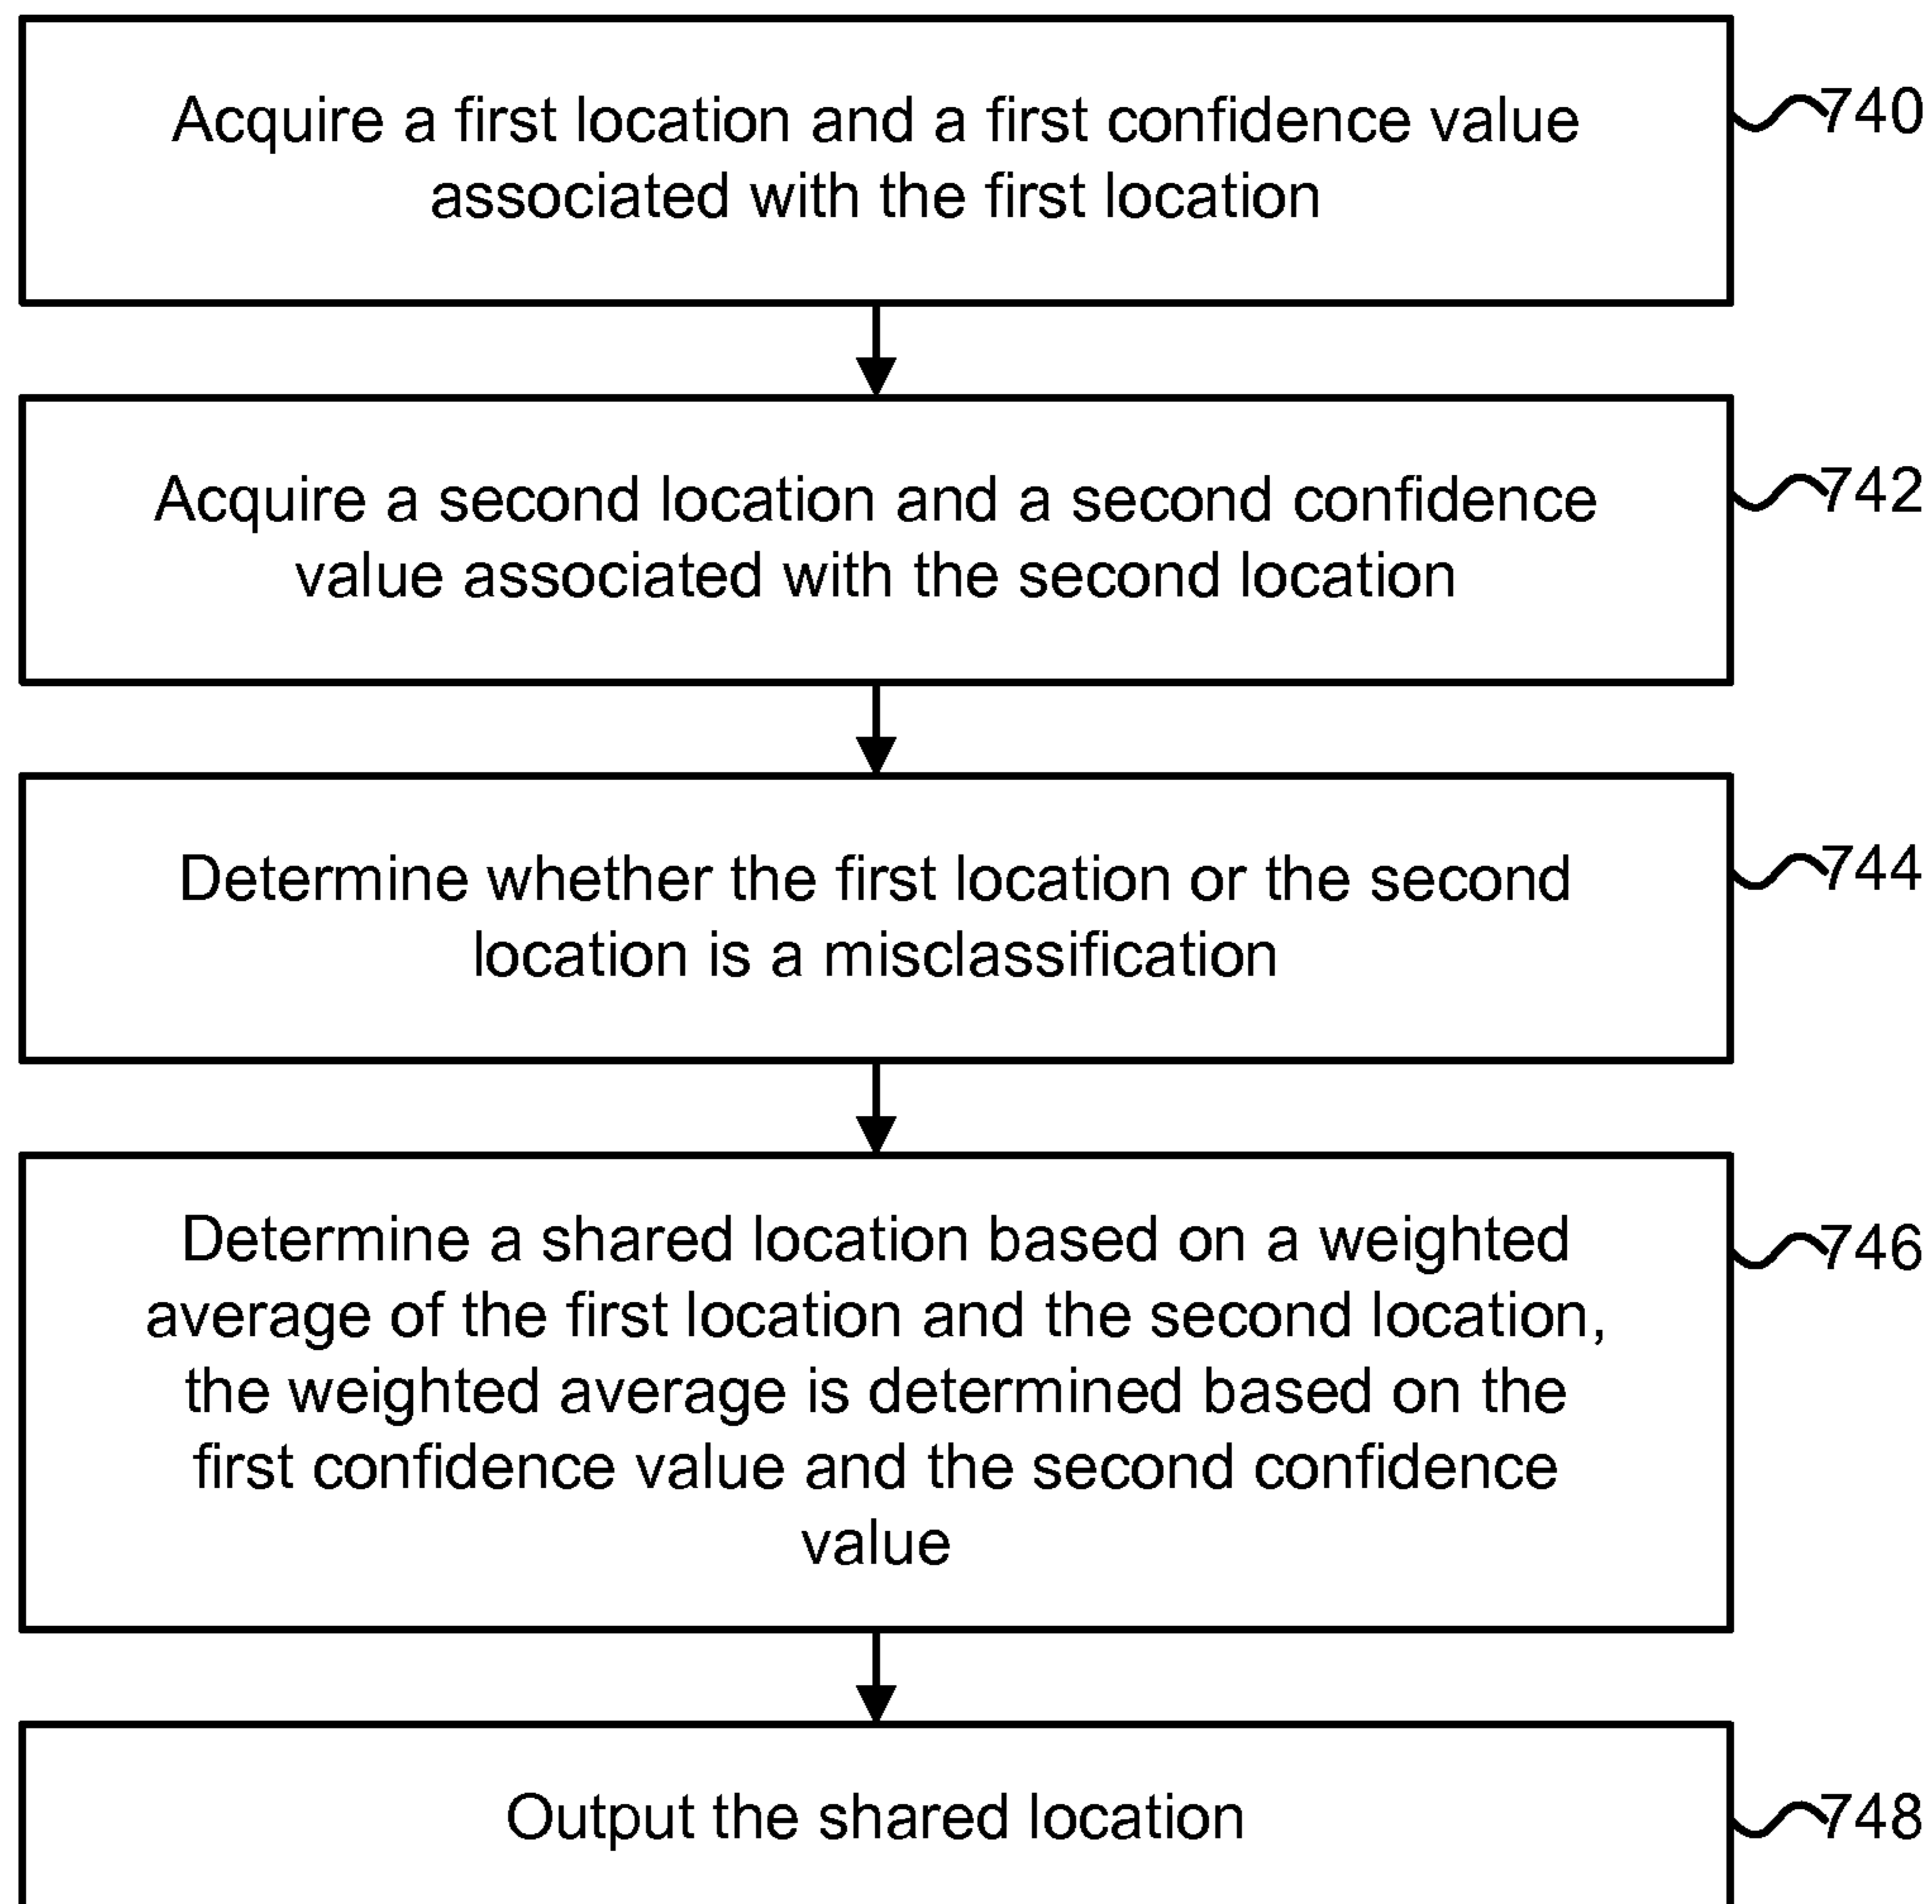 Acquire a first location and a first confidence value
associated with the first location
740
Acquire a second location and a second confidence
value associated with the second location
742
Determine whether the first location or the second
location is a misclassification
744
Determine a shared location based on a weighted
average of the first location and the second location,
the weighted average is determined based on the
first confidence value and the second confidence
value
746
Output the shared location
748